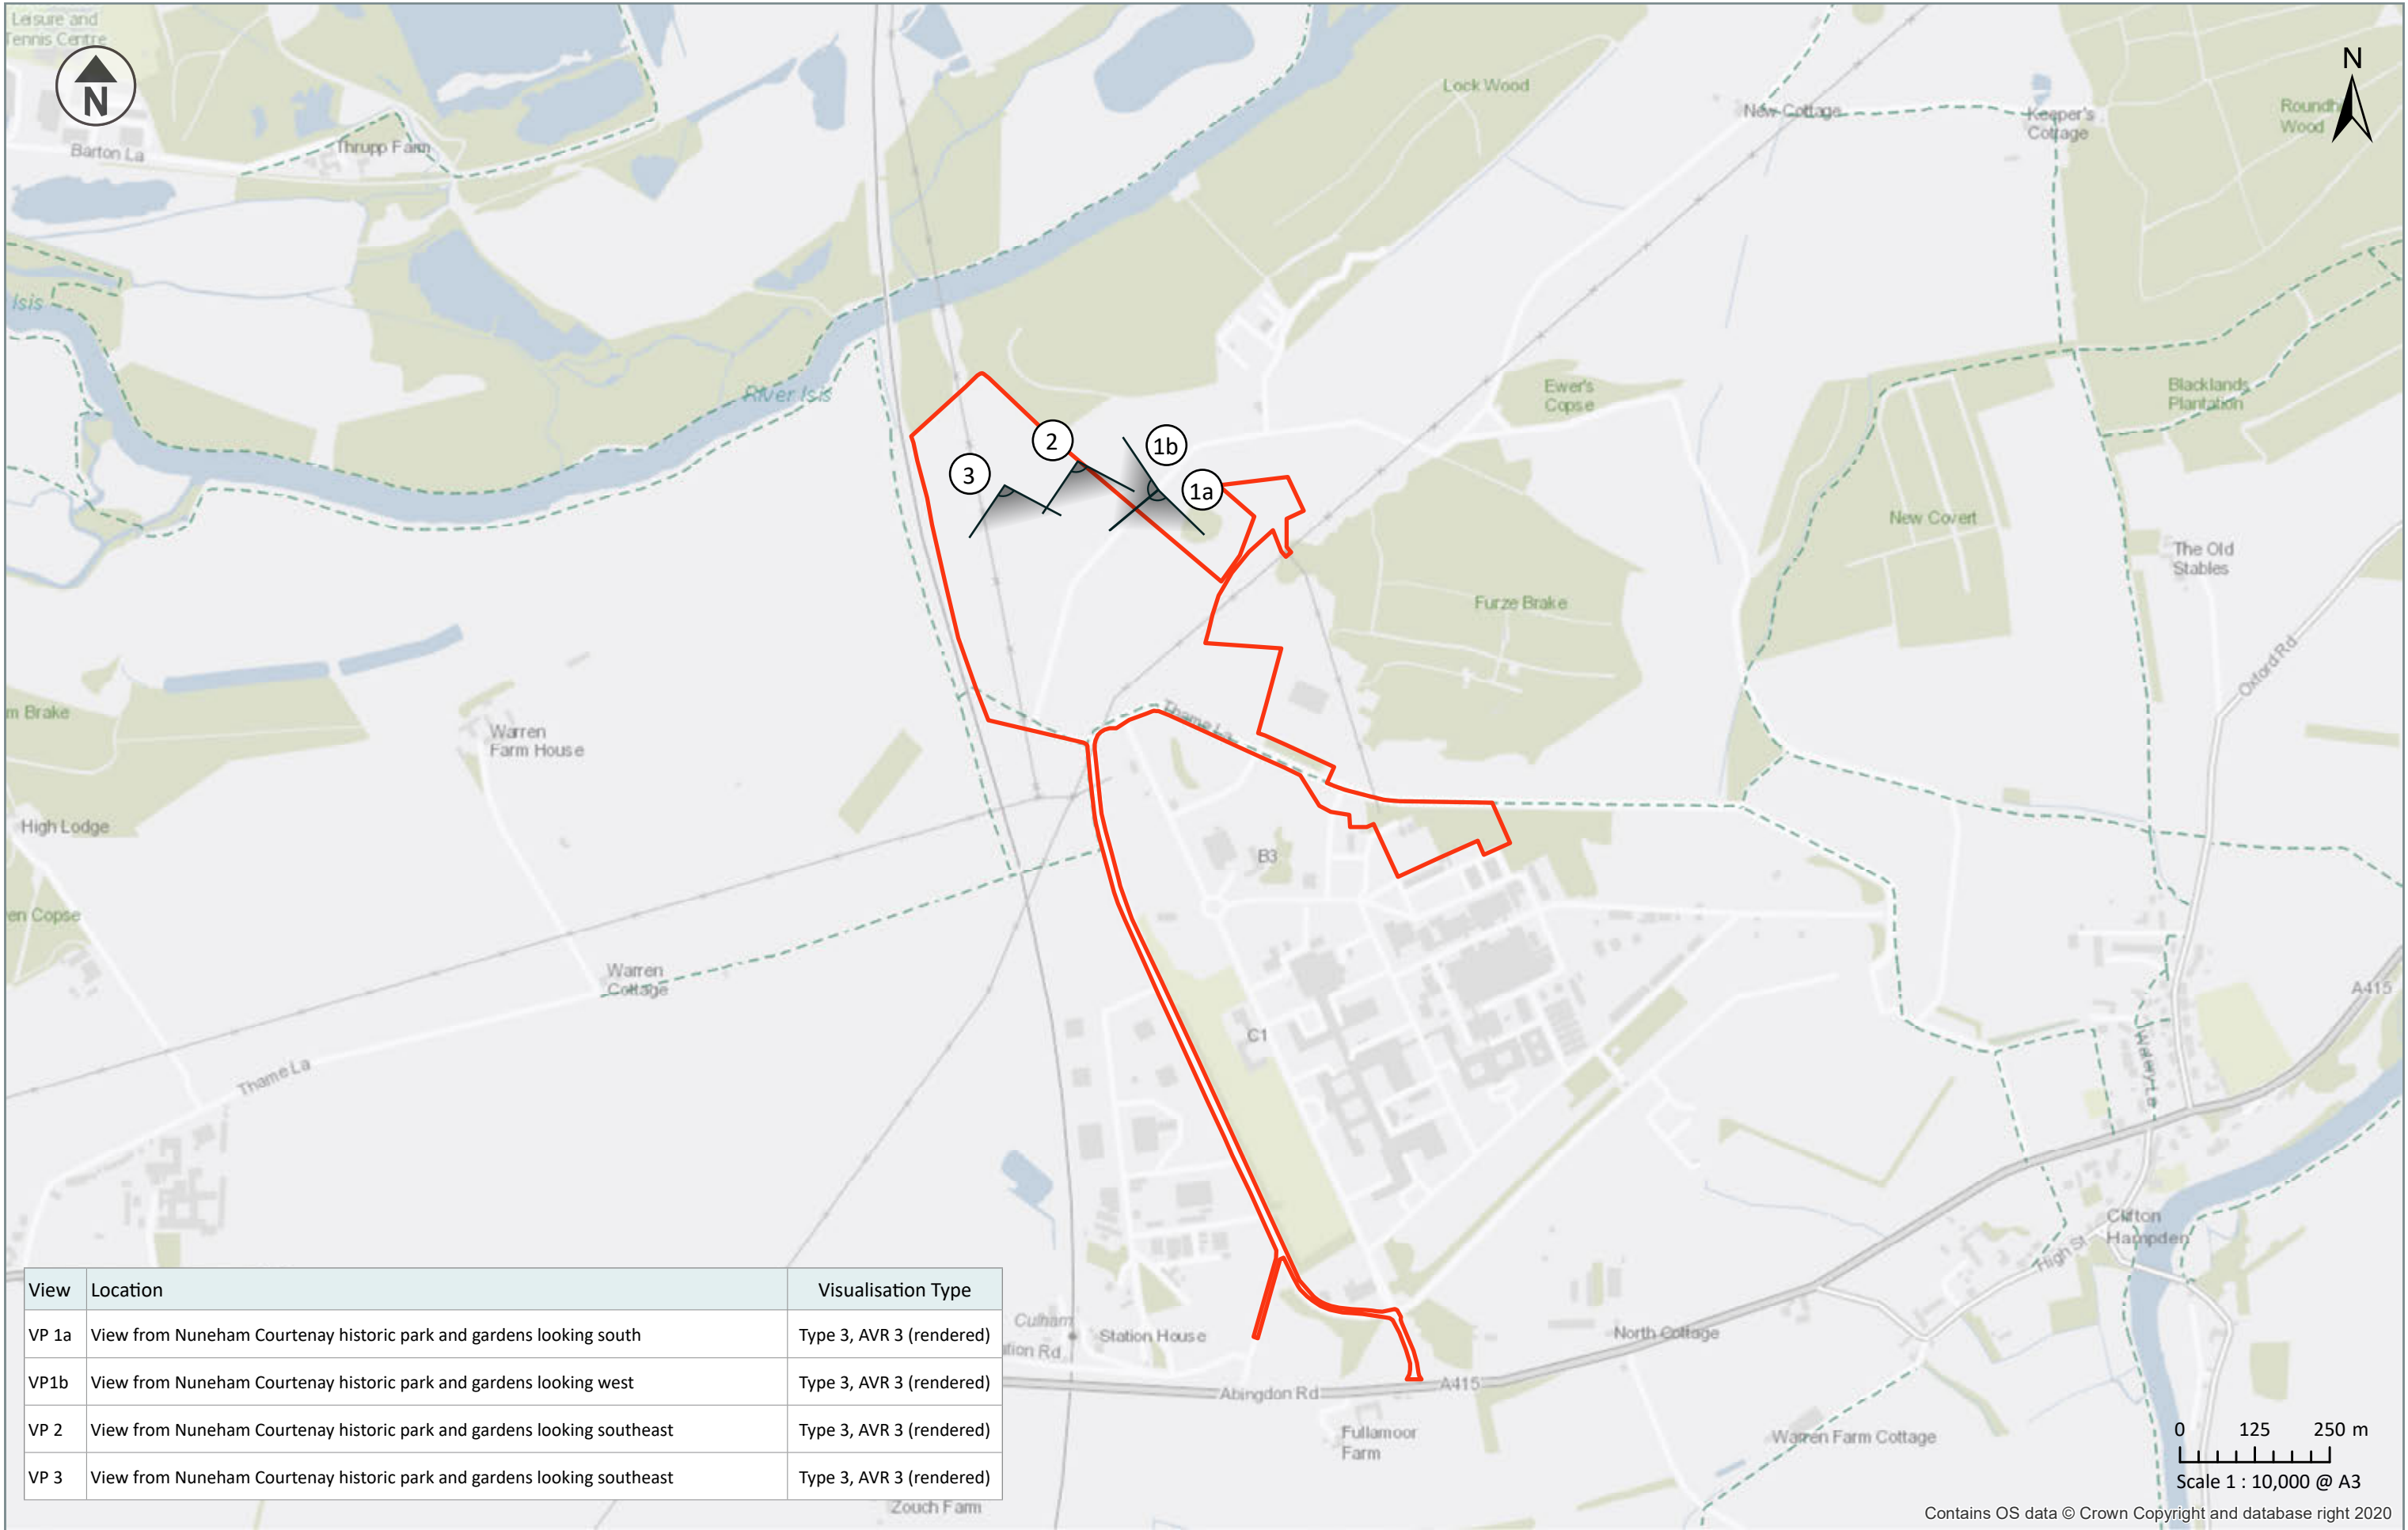 Leisure and
Tennis Centre
N
Barton La
Thrupp Farm
Lock Wood
New Cottage
Keeper's
Cottage
N
Wood
Isis
River Isis
Ewer's
Copse
Blacklands
Plantation
2
1b
3
1a
New Covert
The Old
Stables
Furze Brake
Oxford Rd
m Brake
Warren
Farm House
Thame La
High Lodge
B3
en Copse
Warren
Cottage
A415
C1
Thame La
Watery La
Clifton
Hampden
High St
Culham
Station House
tion Rd
North Cottage
Abingdon Rd
A415
Fullamoor
Farm
Warren Farm Cottage
Zouch Farm
View Location Visualisation Type
VP 1a View from Nuneham Courtenay historic park and gardens looking south Type 3, AVR 3 (rendered)
VP1b View from Nuneham Courtenay historic park and gardens looking west Type 3, AVR 3 (rendered)
VP 2 View from Nuneham Courtenay historic park and gardens looking southeast Type 3, AVR 3 (rendered)
VP 3 View from Nuneham Courtenay historic park and gardens looking southeast Type 3, AVR 3 (rendered)
0 125 250 m
Scale 1 : 10,000 @ A3
Contains OS data © Crown Copyright and database right 2020